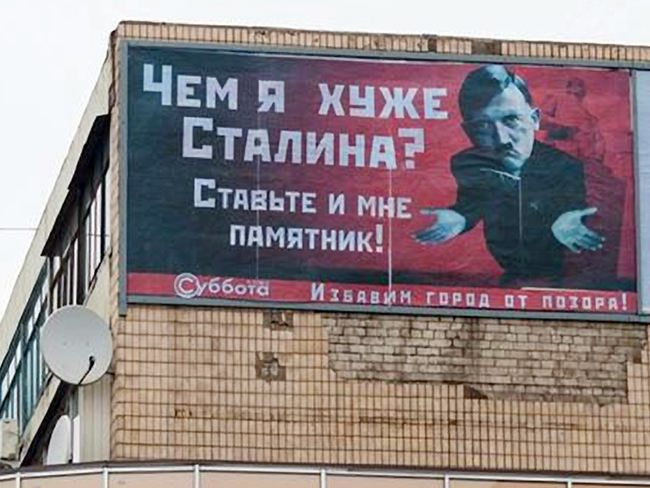 Чем я хуже
Сталина?
Ставьте и мне
памятник!
Суббота Избавим город от позора!